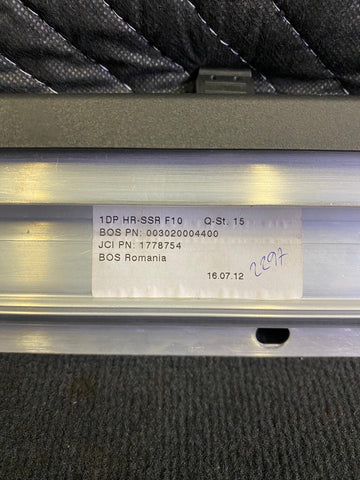 1DP HR-SSR F10 Q-St. 15
BOS PN: 003020004400
JCI PN: 1778754
BOS Romania
16.07.12
2297